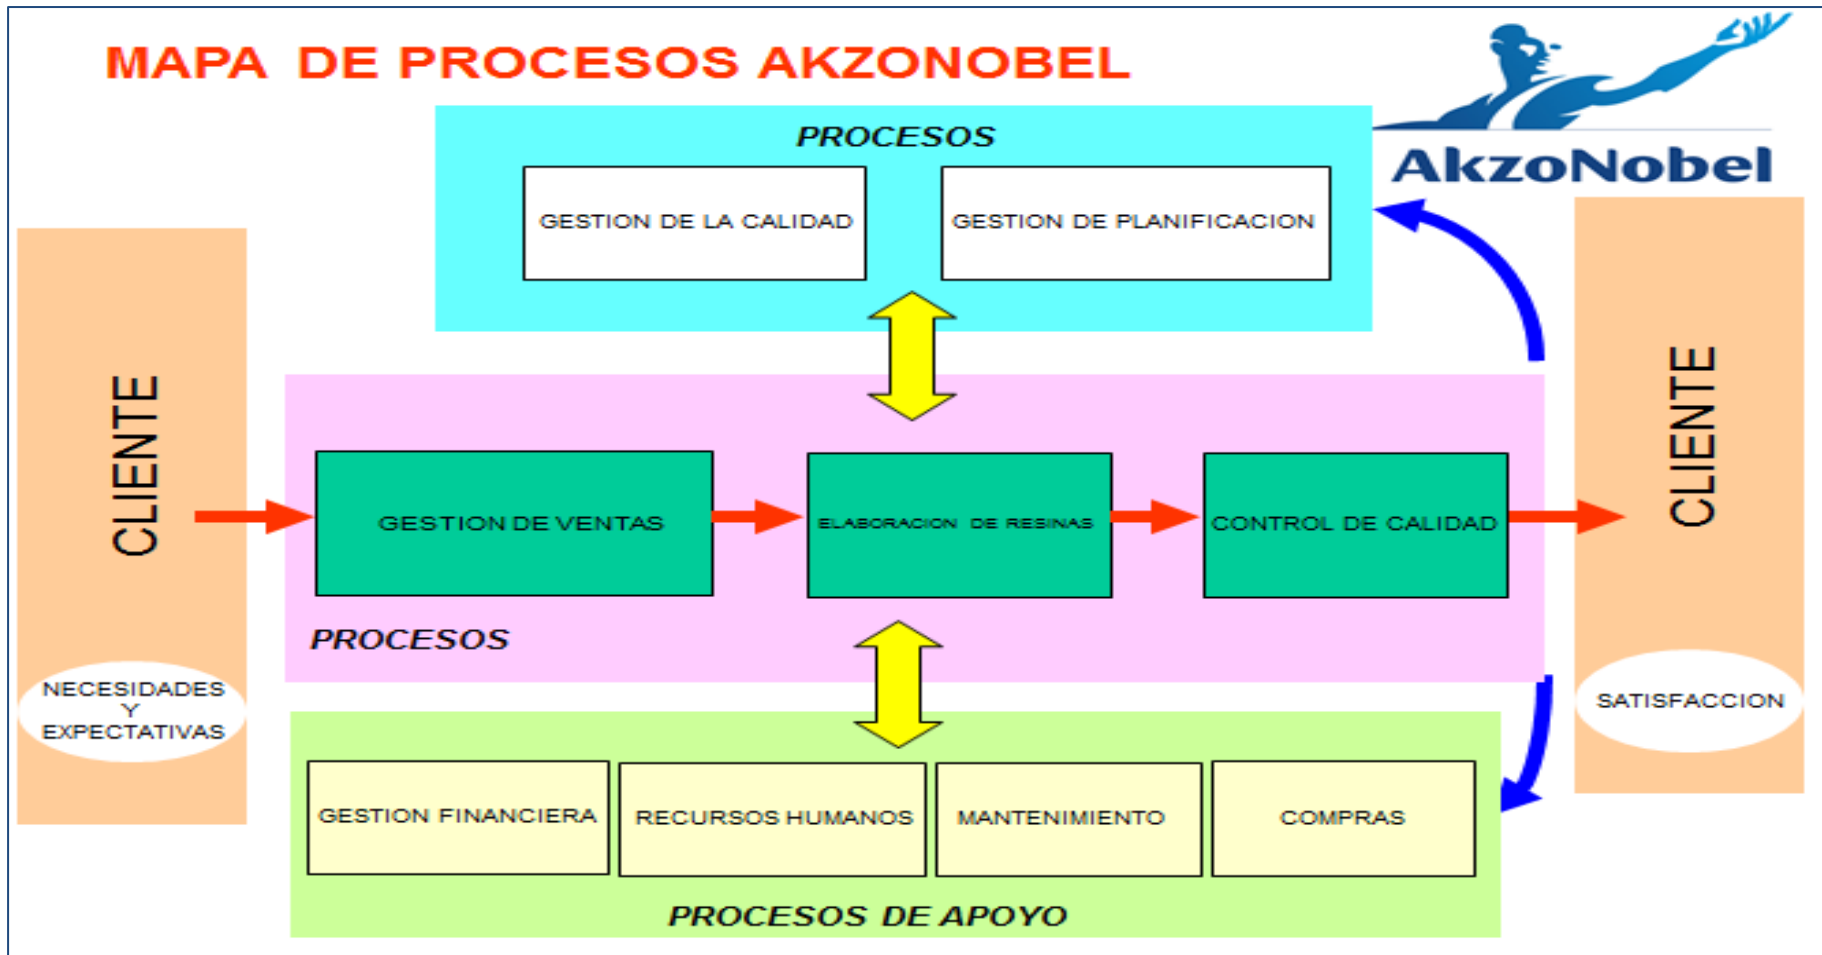 MAPA DE PROCESOS AKZONOBEL
AkzoNobel
PROCESOS
GESTION DE LA CALIDAD
GESTION DE PLANIFICACION
CLIENTE
NECESIDADES
Y
EXPECTATIVAS
GESTION DE VENTAS
ELABORACION DE RESINAS
CONTROL DE CALIDAD
PROCESOS
CLIENTE
SATISFACCION
GESTION FINANCIERA
RECURSOS HUMANOS
MANTENIMIENTO
COMPRAS
PROCESOS DE APOYO